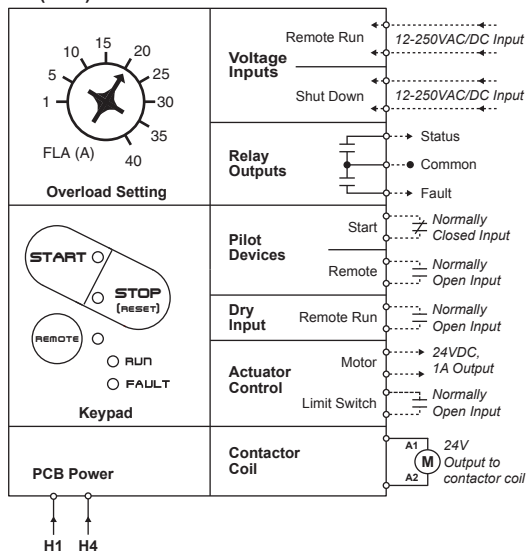 15
10
20
5
25
1
30
35
FLA (A)
40
Overload Setting
START
STOP
(RESET)
REMOTE
RUN
FAULT
Keypad
PCB Power
H1 H4
Voltage
Inputs
Remote Run
12-250VAC/DC Input
Shut Down
12-250VAC/DC Input
Relay
Outputs
Status
Common
Fault
Pilot
Devices
Start
Normally
Closed Input
Remote
Normally
Open Input
Dry
Input
Remote Run
Normally
Open Input
Actuator
Control
Motor
24VDC,
1A Output
Limit Switch
Normally
Open Input
Contactor
Coil
A1
M
A2
24V
Output to
contactor coil